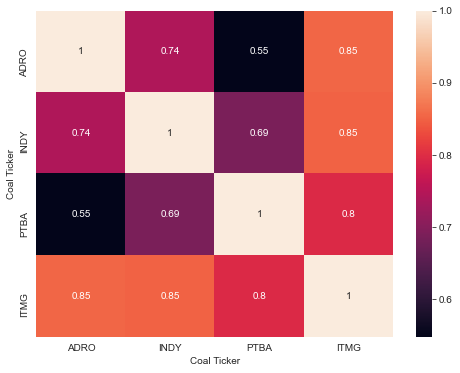 ADRO 1 0.74 0.55 0.85
INDY 0.74 1 0.69 0.85
PTBA 0.55 0.69 1 0.8
ITMG 0.85 0.85 0.8 1
Coal Ticker
ADRO INDY PTBA ITMG
Coal Ticker
1.0
0.9
0.8
0.7
0.6